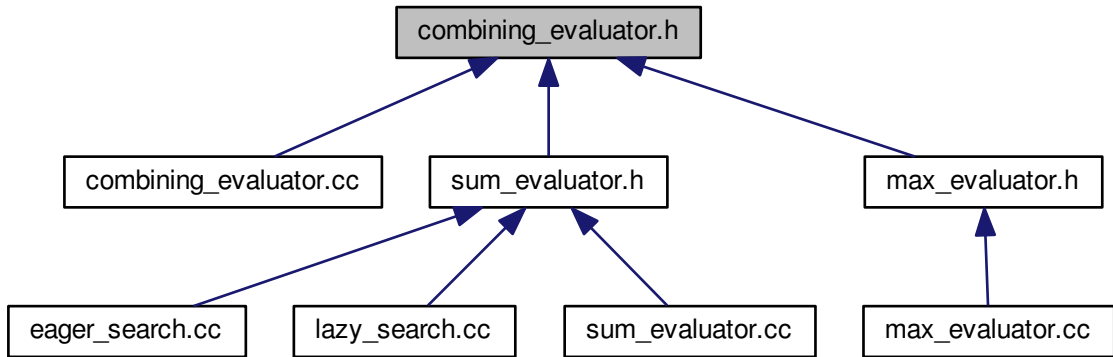 combining_evaluator.h
combining_evaluator.cc
sum_evaluator.h
max_evaluator.h
eager_search.cc
lazy_search.cc
sum_evaluator.cc
max_evaluator.cc